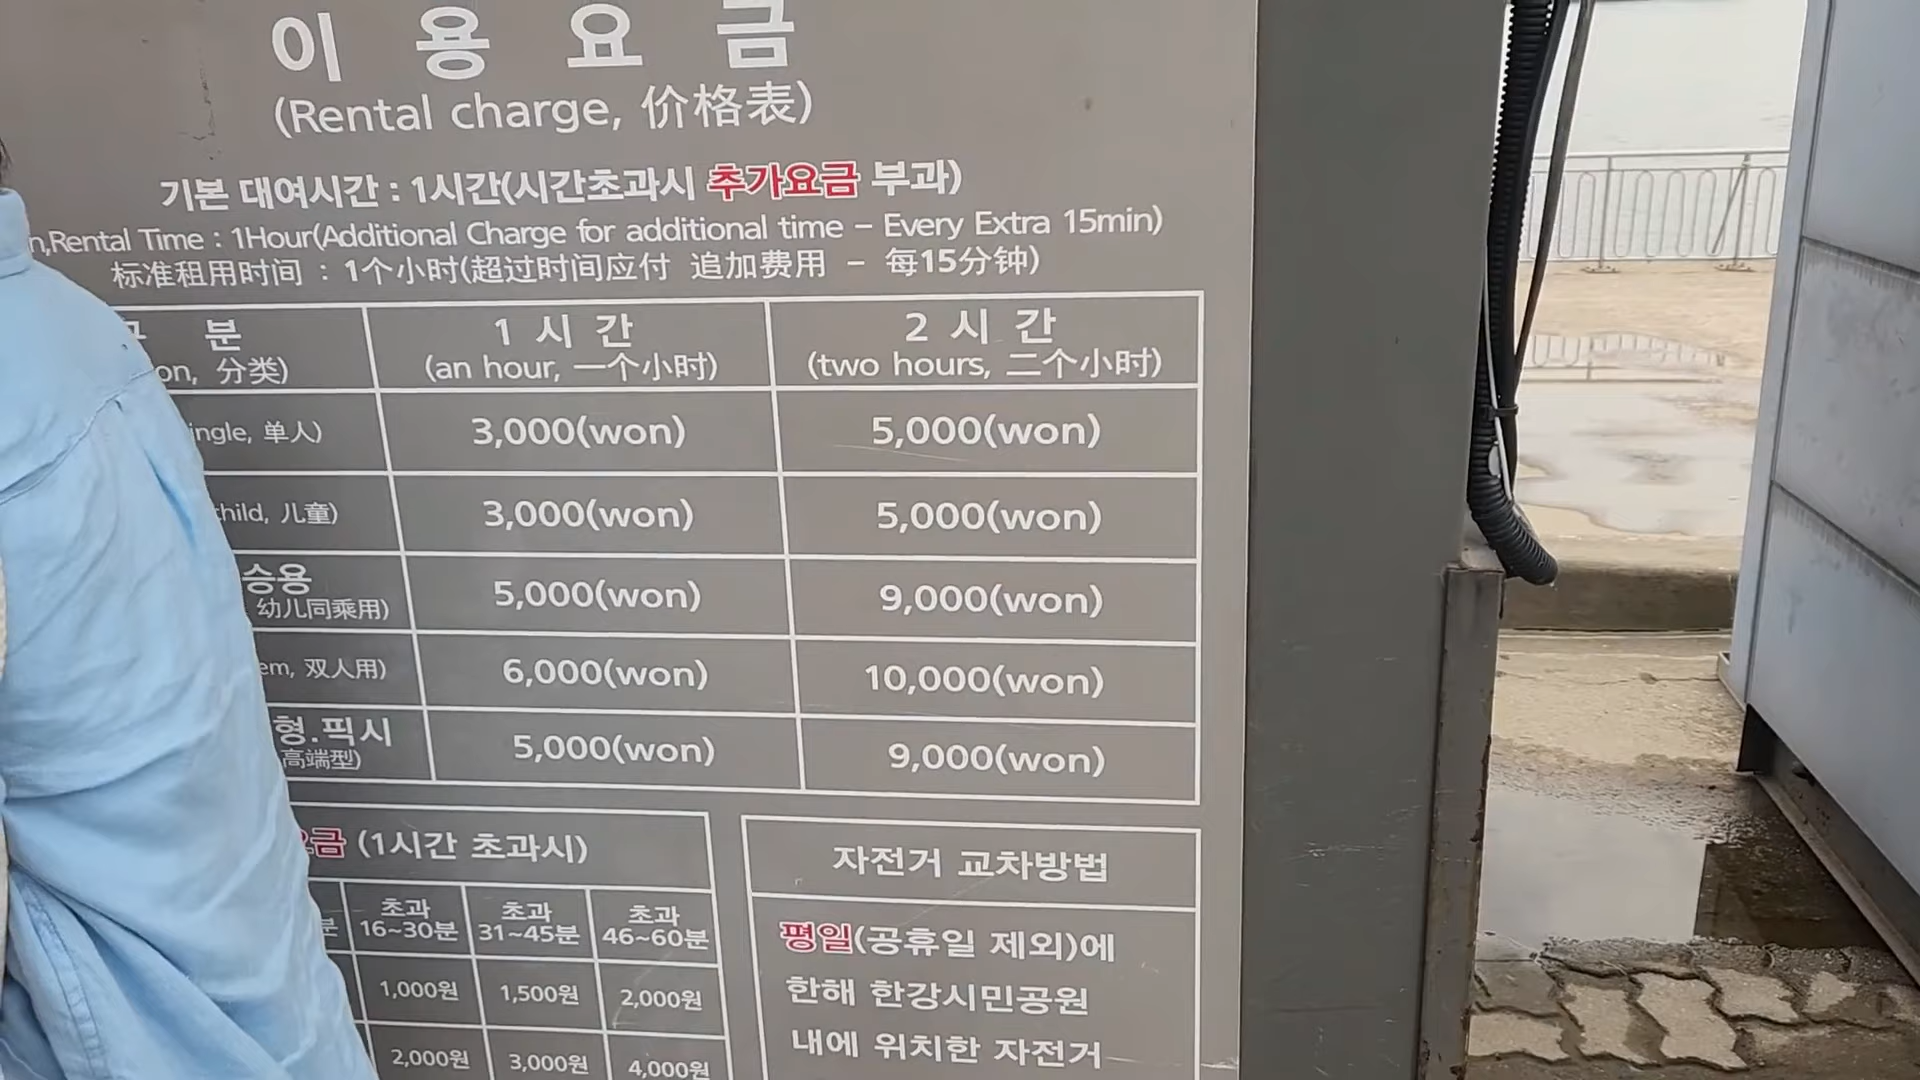 이 용 요 금
(Rental charge, 价格表)
기본 대여시간 : 1시간(시간초과시 추가요금 부과)
Rental Time : 1Hour(Additional Charge for additional time - Every Extra 15min)
标准租用时间 : 1个小时(超过时间应付 追加费用 - 每15分钟)
분 1 시 간 2 시 간
分类) (an hour, 一个小时) (two hours, 二个小时)
单人) 3,000(won) 5,000(won)
儿童) 3,000(won) 5,000(won)
승용
幼儿同乘用) 5,000(won) 9,000(won)
双人用) 6,000(won) 10,000(won)
형.픽시
高端型) 5,000(won) 9,000(won)
금 (1시간 초과시)
초과 초과 초과
16~30분 31~45분 46~60분
1,000원 1,500원 2,000원
2,000원 3,000원 4,000원
자전거 교차방법
평일(공휴일 제외)에
한해 한강시민공원
내에 위치한 자전거